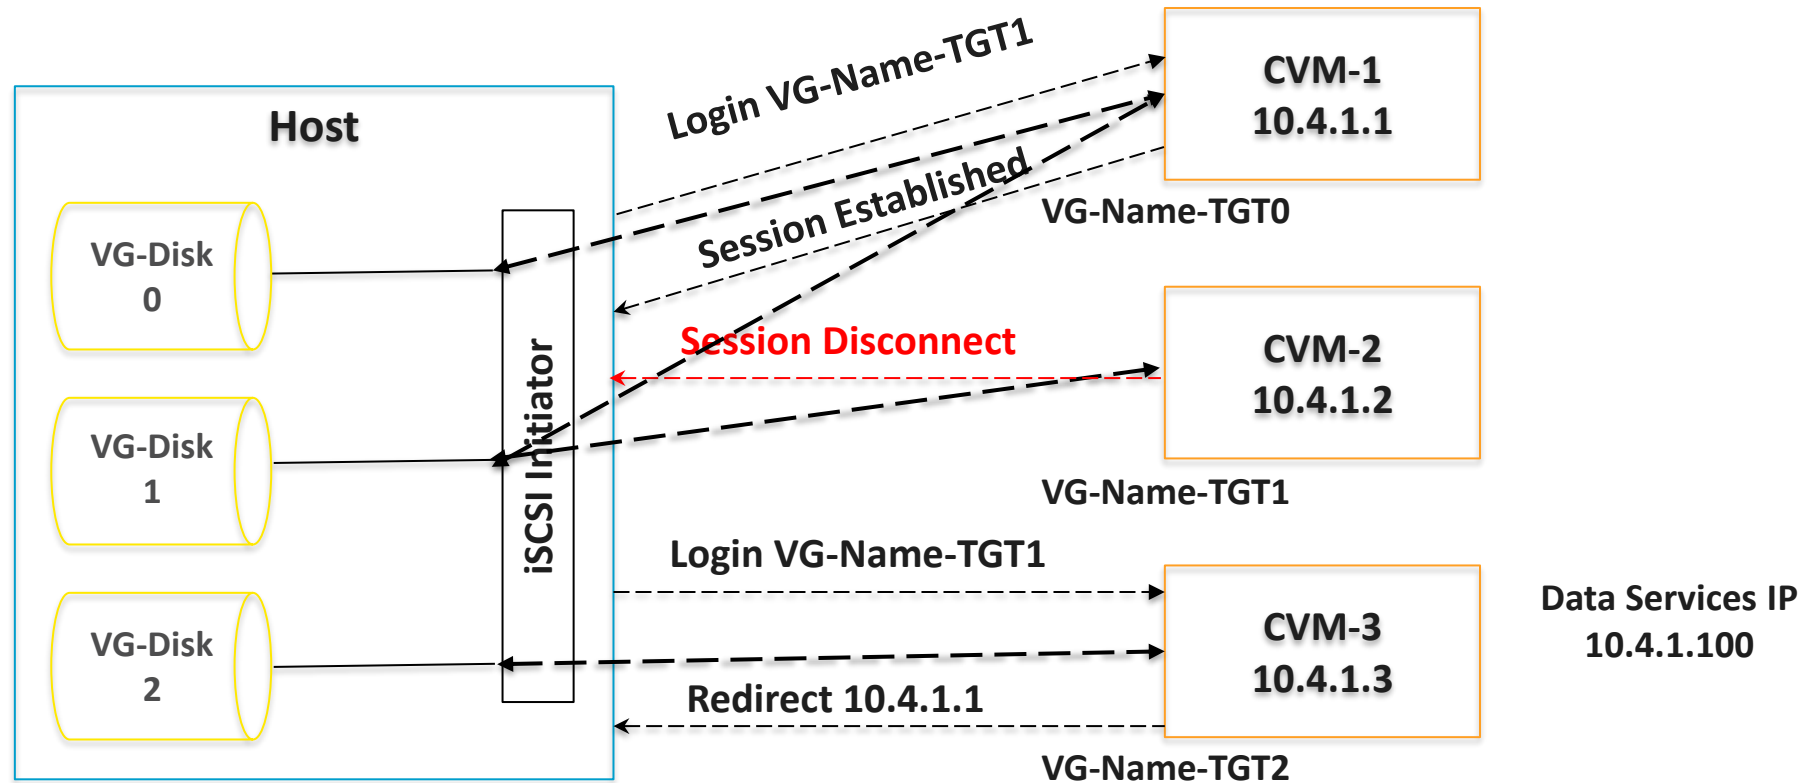 Host
VG-Disk
0
VG-Disk
1
VG-Disk
2
iSCSI Initiator
Login VG-Name-TGT1
Session Established
Session Disconnect
Login VG-Name-TGT1
Redirect 10.4.1.1
CVM-1
10.4.1.1
VG-Name-TGT0
CVM-2
10.4.1.2
VG-Name-TGT1
CVM-3
10.4.1.3
VG-Name-TGT2
Data Services IP
10.4.1.100